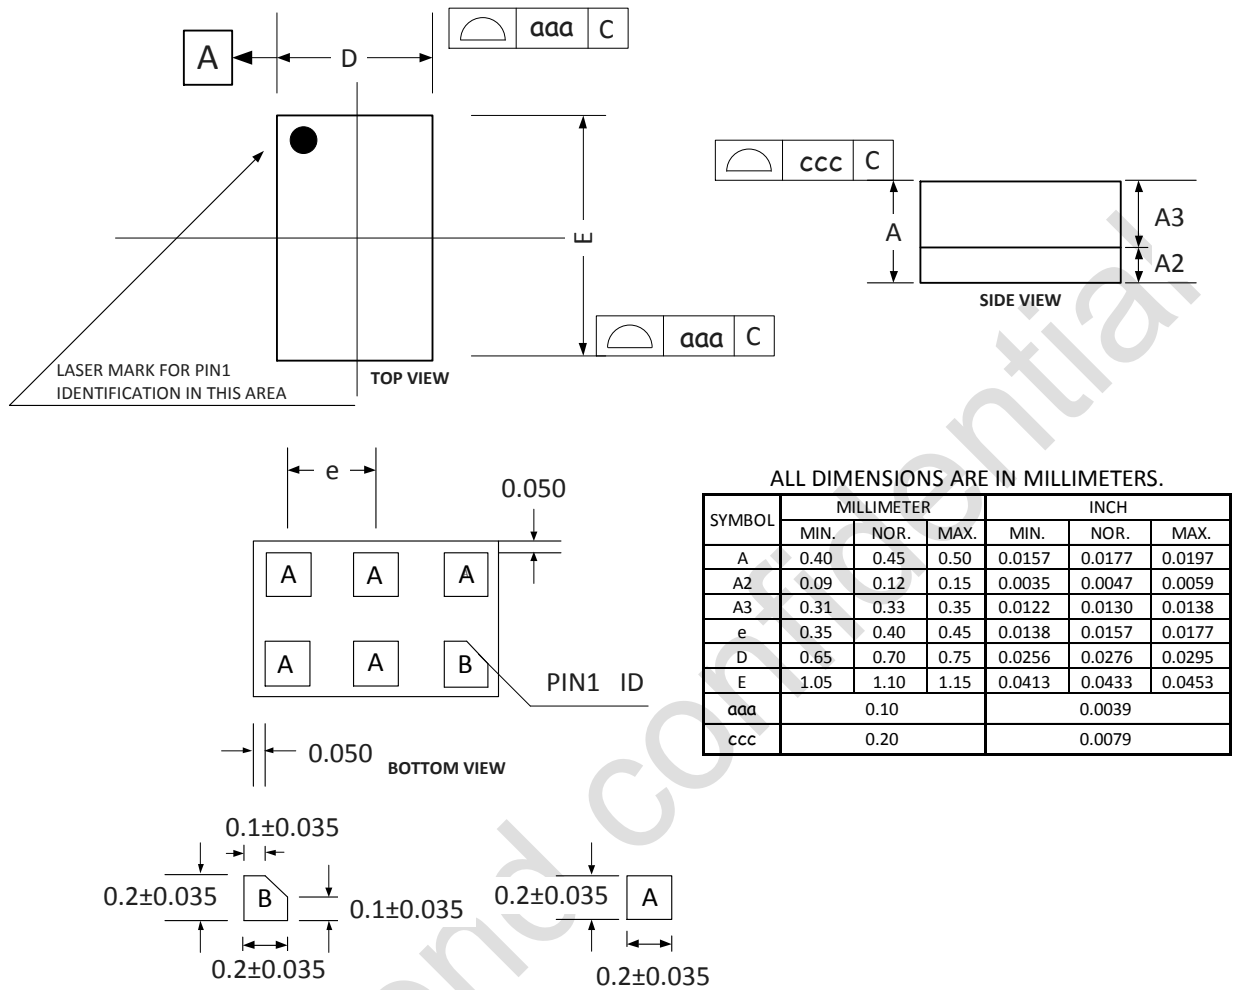 aaa C
A
D
E
ccc C
A
A3
A2
SIDE VIEW
aaa C
LASER MARK FOR PIN1
IDENTIFICATION IN THIS AREA
TOP VIEW
e
0.050
A A A
A A B
PIN1 ID
0.050
BOTTOM VIEW
ALL DIMENSIONS ARE IN MILLIMETERS.
SYMBOL MILLIMETER INCH
MIN. NOR. MAX. MIN. NOR. MAX.
A 0.40 0.45 0.50 0.0157 0.0177 0.0197
A2 0.09 0.12 0.15 0.0035 0.0047 0.0059
A3 0.31 0.33 0.35 0.0122 0.0130 0.0138
e 0.35 0.40 0.45 0.0138 0.0157 0.0177
D 0.65 0.70 0.75 0.0256 0.0276 0.0295
E 1.05 1.10 1.15 0.0413 0.0433 0.0453
aaa 0.10 0.0039
ccc 0.20 0.0079
0.1±0.035
0.2±0.035
B
0.1±0.035
0.2±0.035
0.2±0.035
A
0.2±0.035
nd confidential